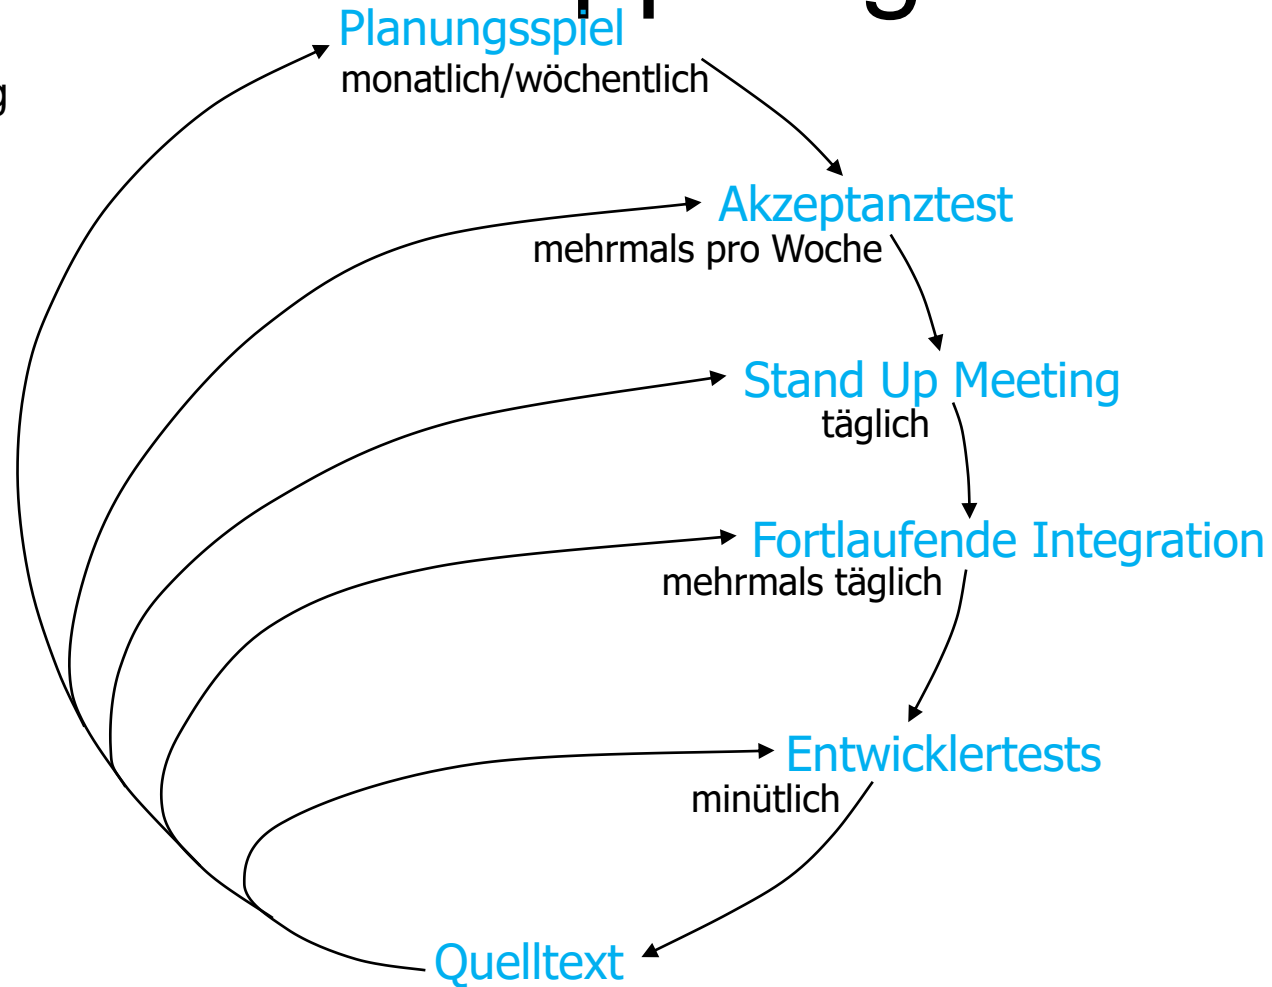 Planungsspiel
monatlich/wöchentlich
Akzeptanztest
mehrmals pro Woche
Stand Up Meeting
täglich
Fortlaufende Integration
mehrmals täglich
Entwicklertests
minütlich
Quelltext